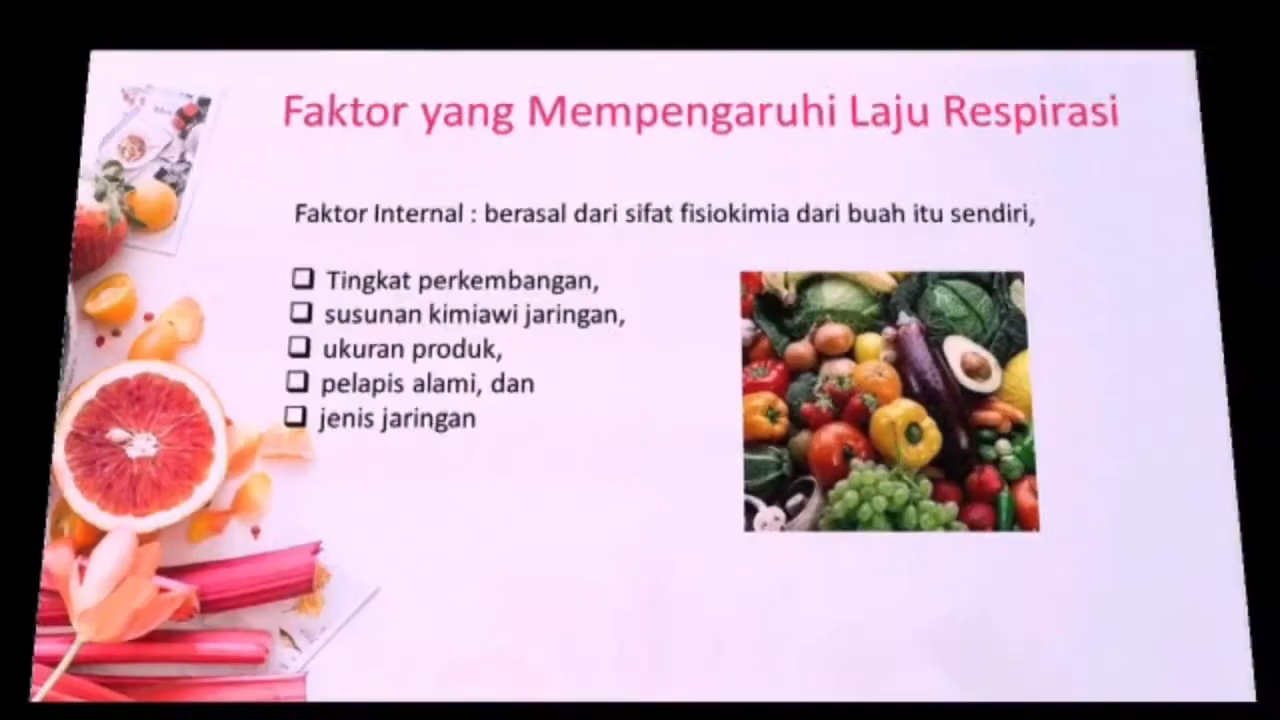 Faktor yang Mempengaruhi Laju Respirasi
Faktor Internal : berasal dari sifat fisiokimia dari buah itu sendiri,
Tingkat perkembangan,
susunan kimiawi jaringan,
ukuran produk,
pelapis alami, dan
jenis jaringan